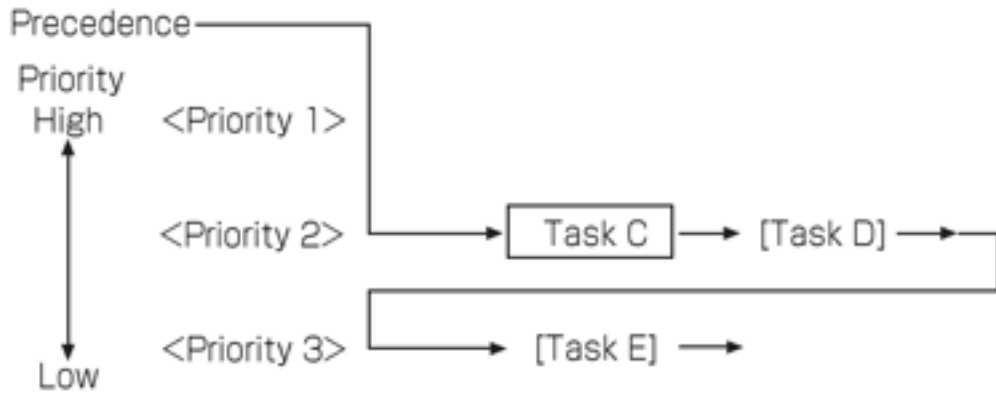 Precedence
Priority
High
<Priority 1>
<Priority 2>
Task C
[Task D]
<Priority 3>
[Task E]
Low